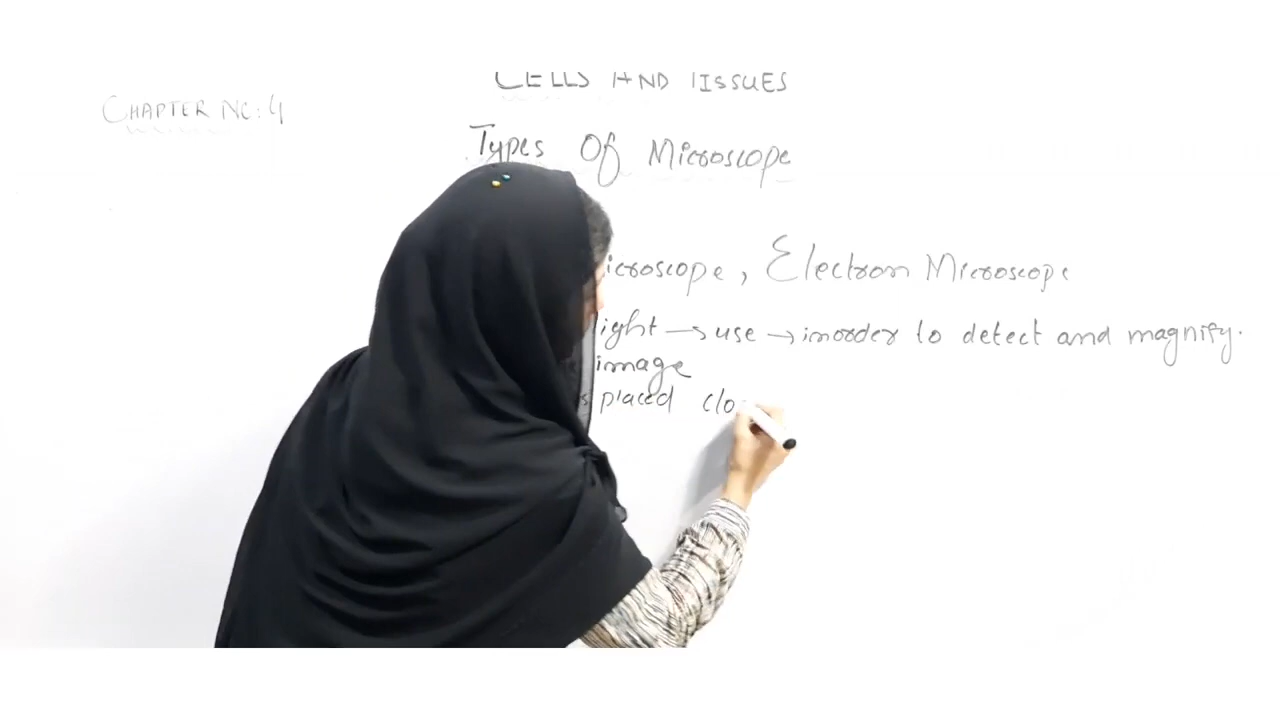 CELLS AND TISSUES
CHAPTER NO:4
Types Of Microscope
icroscope, Electron Microscope
light → use → inorder to detect and magnify.
image
s placed clo